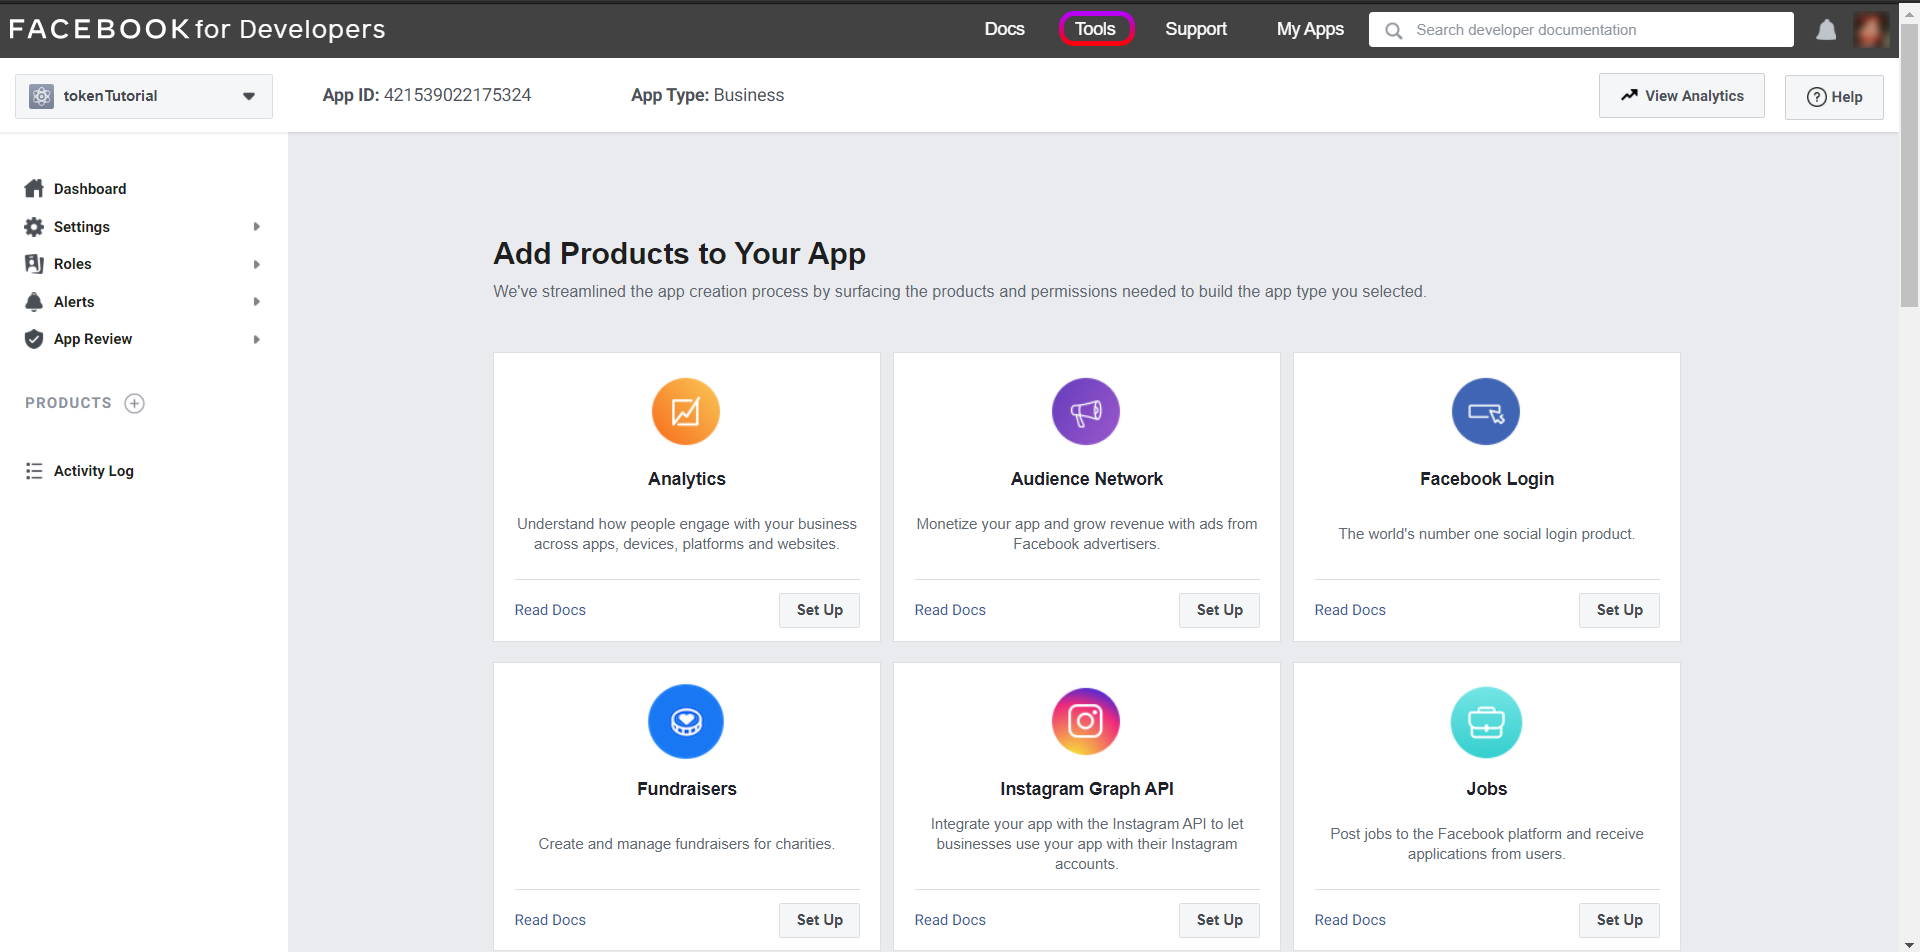 FACEBOOK for Developers
Docs
Tools
Support
My Apps
Search developer documentation
tokenTutorial
App ID: 421539022175324
App Type: Business
View Analytics
Help
Dashboard
Settings
Roles
Alerts
App Review
PRODUCTS
Activity Log
Add Products to Your App
We've streamlined the app creation process by surfacing the products and permissions needed to build the app type you selected.
Analytics
Understand how people engage with your business
across apps, devices, platforms and websites.
Read Docs
Set Up
Audience Network
Monetize your app and grow revenue with ads from
Facebook advertisers.
Read Docs
Set Up
Facebook Login
The world's number one social login product.
Read Docs
Set Up
Fundraisers
Create and manage fundraisers for charities.
Read Docs
Set Up
Instagram Graph API
Integrate your app with the Instagram API to let
businesses use your app with their Instagram
accounts.
Read Docs
Set Up
Jobs
Post jobs to the Facebook platform and receive
applications from users.
Read Docs
Set Up